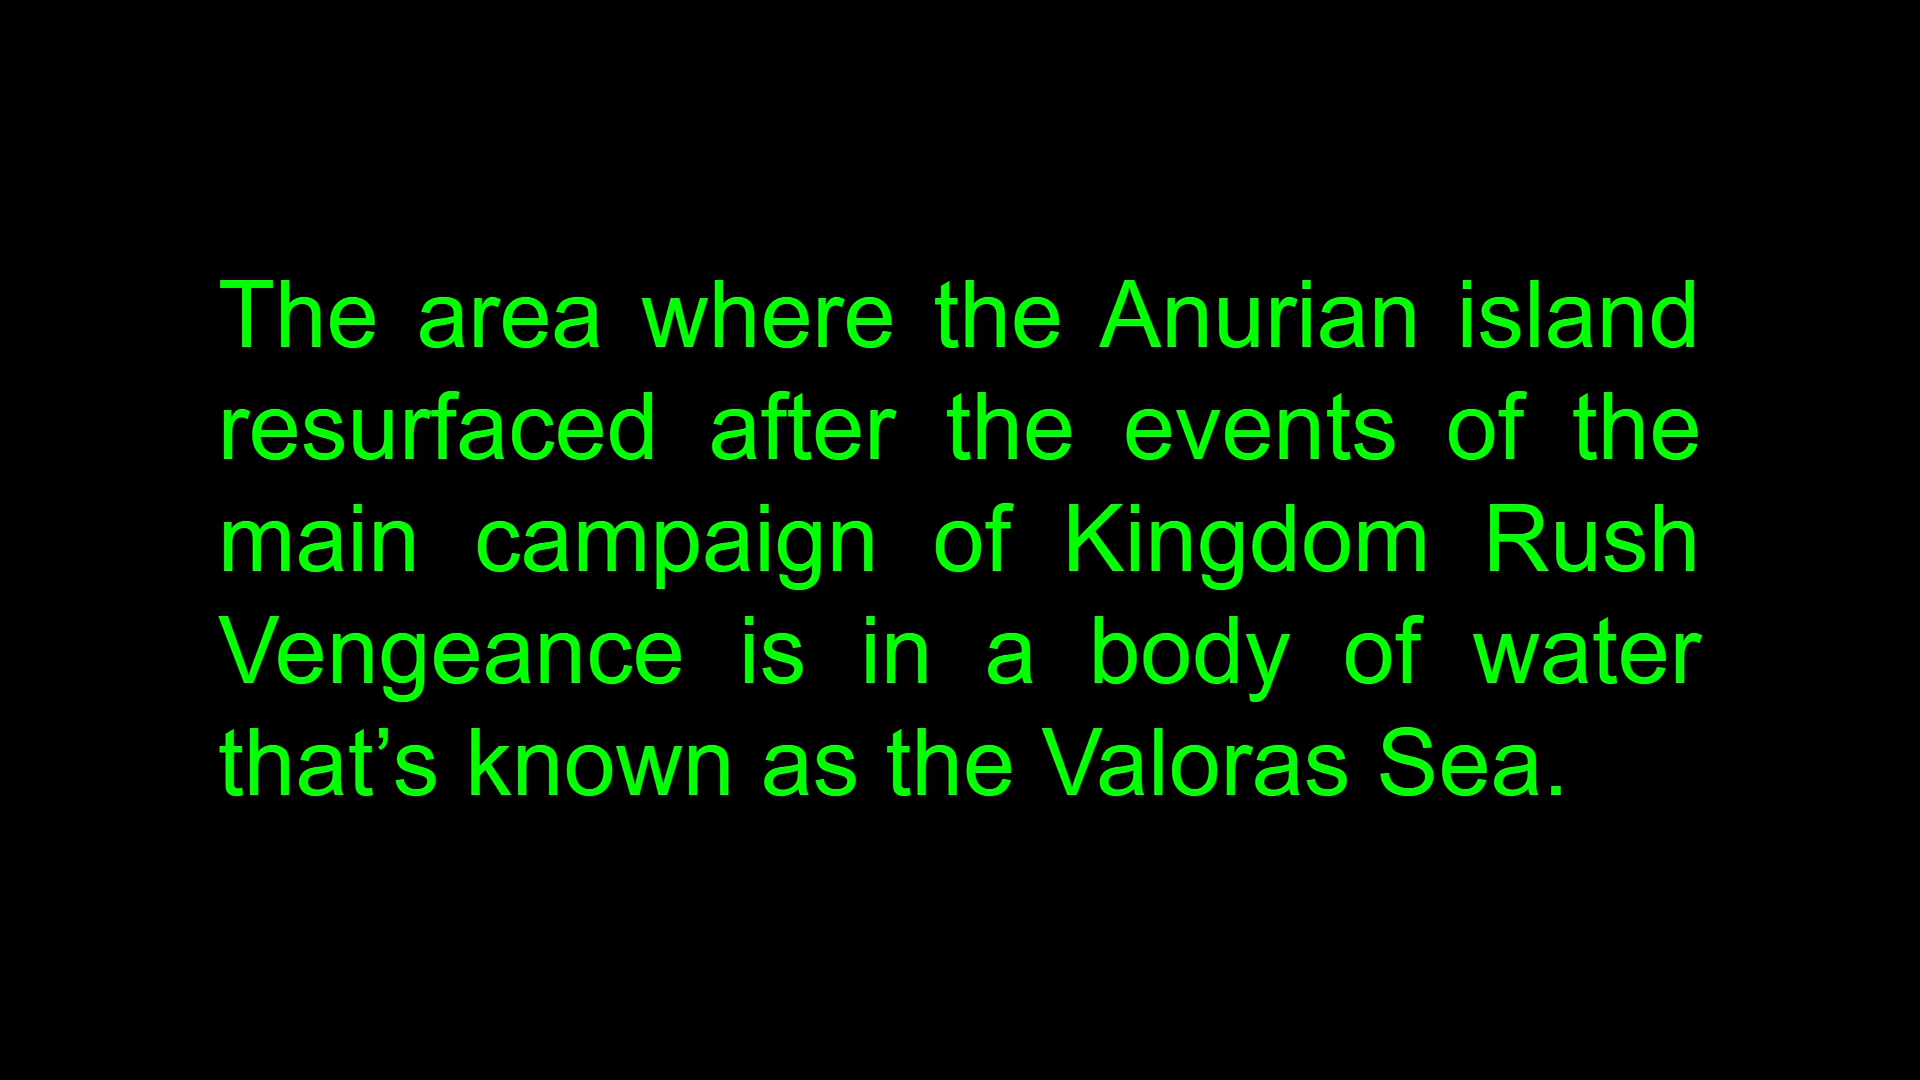 The area where the Anurian island
resurfaced after the events of the
main campaign of Kingdom Rush
Vengeance is in a body of water
that’s known as the Valoras Sea.